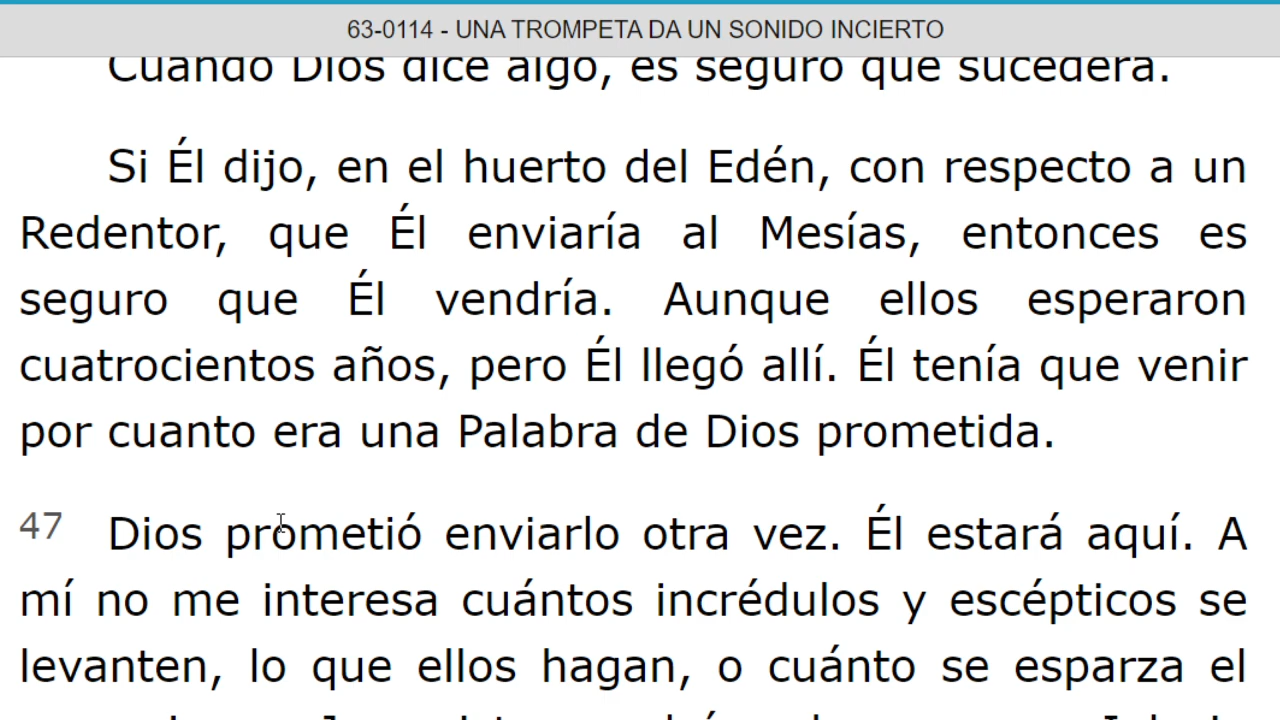 63-0114 - UNA TROMPETA DA UN SONIDO INCIERTO
Cuando Dios dice algo, es seguro que sucederá.
Si Él dijo, en el huerto del Edén, con respecto a un
Redentor, que Él enviaría al Mesías, entonces es
seguro que Él vendría. Aunque ellos esperaron
cuatrocientos años, pero Él llegó allí. Él tenía que venir
por cuanto era una Palabra de Dios prometida.
47 Dios prometió enviarlo otra vez. Él estará aquí. A
mí no me interesa cuántos incrédulos y escépticos se
levanten, lo que ellos hagan, o cuánto se esparza el